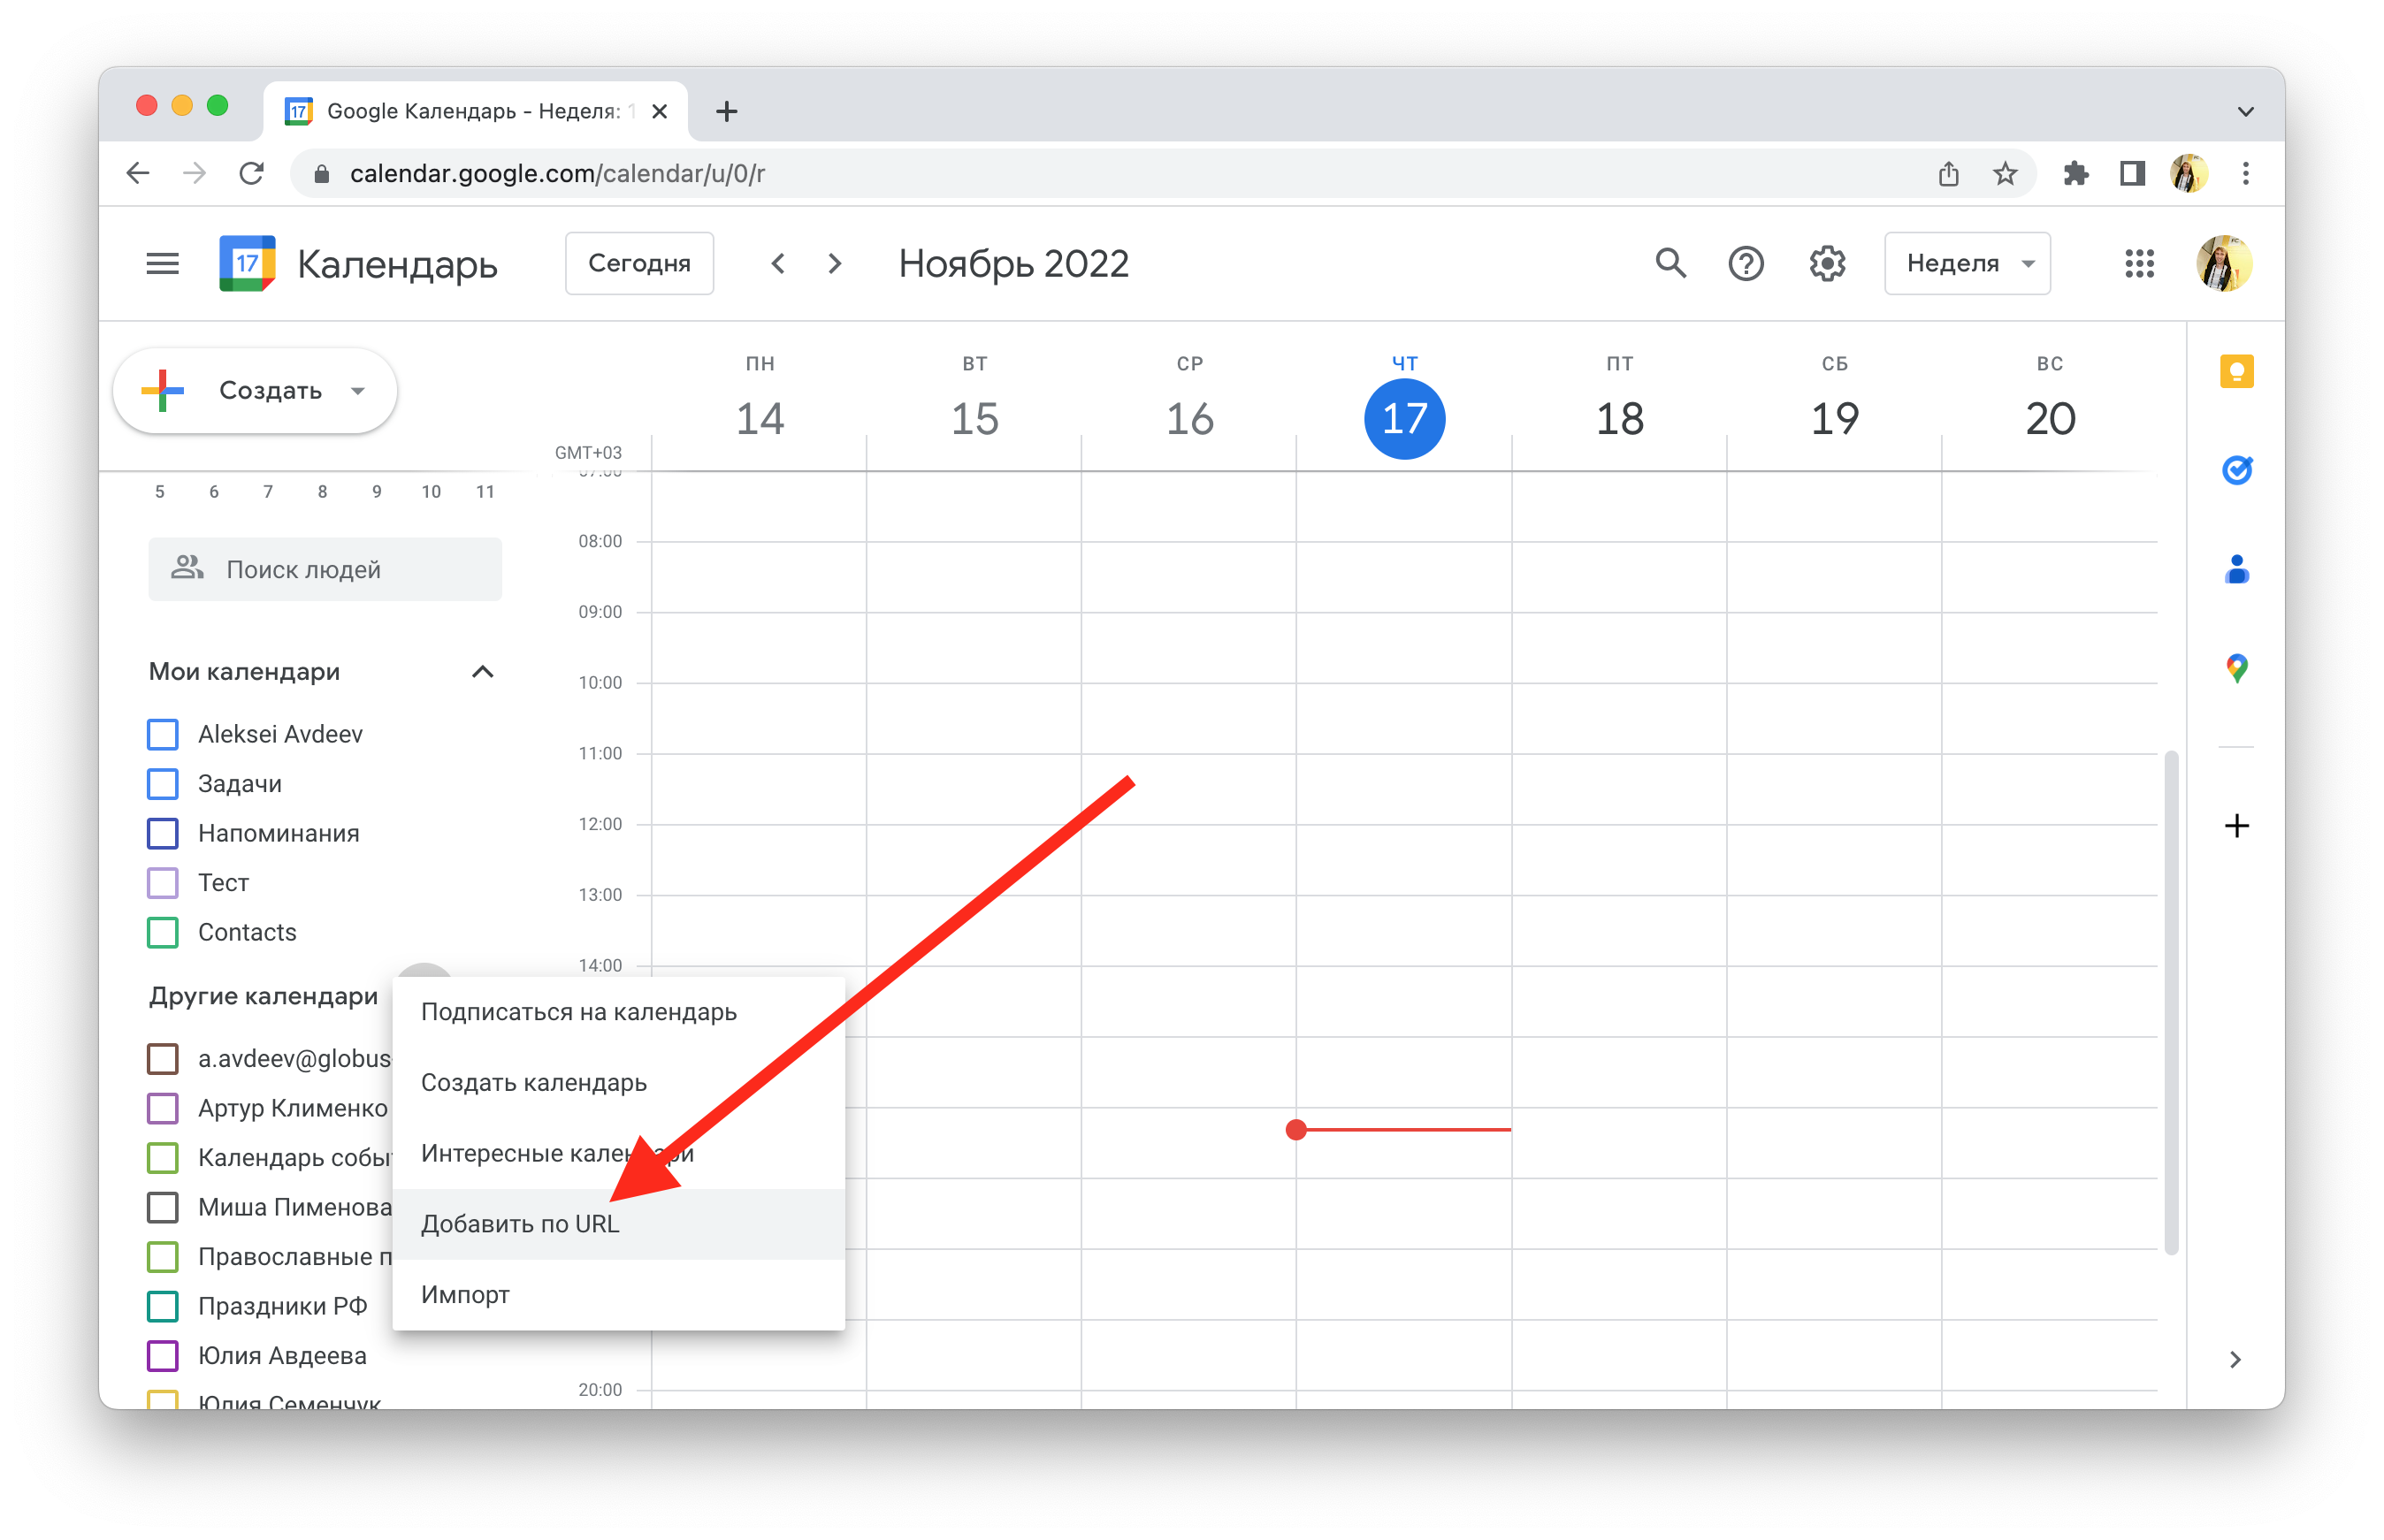 Google Календарь - Неделя: 1
calendar.google.com/calendar/u/0/r
17
Календарь
Сегодня
Ноябрь 2022
Неделя
Создать
ПН
ВТ
СР
ЧТ
ПТ
СБ
ВС
14
15
16
17
18
19
20
GMT+03
07:00
5 6 7 8 9 10 11
08:00
Поиск людей
09:00
Мои календари
10:00
Aleksei Avdeev
11:00
Задачи
Напоминания
12:00
Тест
13:00
Contacts
14:00
Другие календари
Подписаться на календарь
a.avdeev@globus
Создать календарь
Артур Клименко
Интересные календари
Календарь собы
Миша Пименова
Добавить по URL
Православные п
Импорт
Праздники РФ
Юлия Авдеева
20:00
Юлия Семенчук